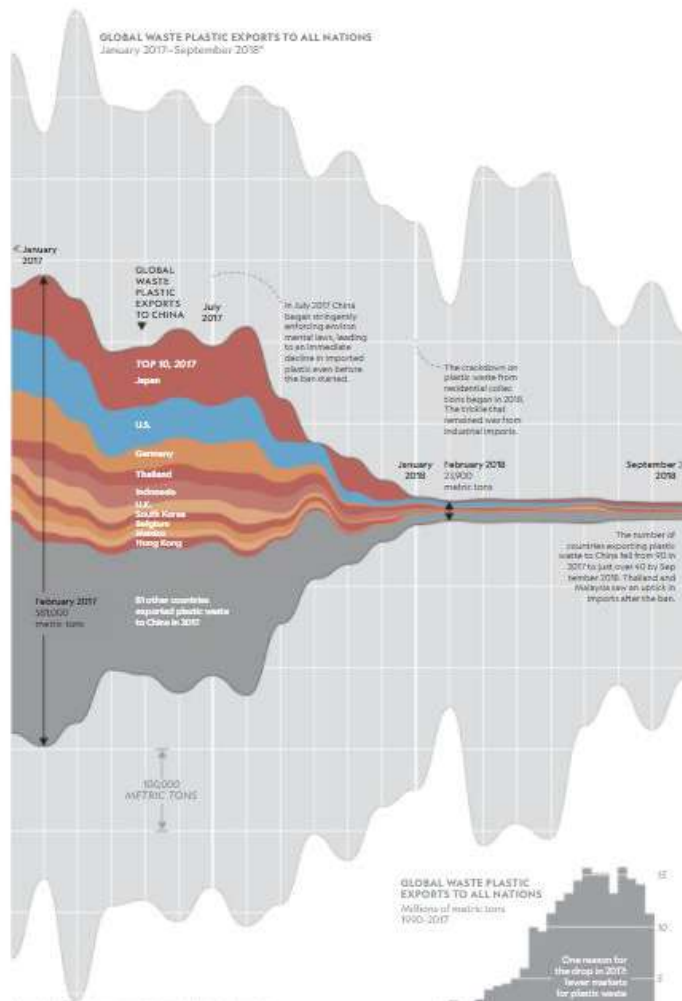 GLOBAL WASTE PLASTIC EXPORTS TO ALL NATIONS
January 2017–September 2018*
< January
2017
GLOBAL
WASTE
PLASTIC
EXPORTS
TO CHINA
July
2017
In July 2017 China
began stringently
enforcing environ
mental laws, leading
to an immediate
decline in imported
plastic even before
the ban started.
TOP 10, 2017
Japan
U.S.
Germany
Thailand
Indonesia
U.K.
South Korea
Belgium
Mexico
Hong Kong
The crackdown on
plastic waste from
residential collec
tions began in 2018.
The trickle that
remained was from
industrial imports.
January
2018
February 2018
23,900
metric tons
September
2018
The number of
countries exporting plastic
waste to China fell from 90 in
2017 to just over 40 by Sep
tember 2018. Thailand and
Malaysia saw an uptick in
imports after the ban.
February 2017
metric tons
81 other countries
exported plastic waste
to China in 2017
100,000
METRIC TONS
GLOBAL WASTE PLASTIC
EXPORTS TO ALL NATIONS
Millions of metric tons
1990-2017
15
10
5
One reason for
the drop in 2017:
fewer markets
for plastic waste